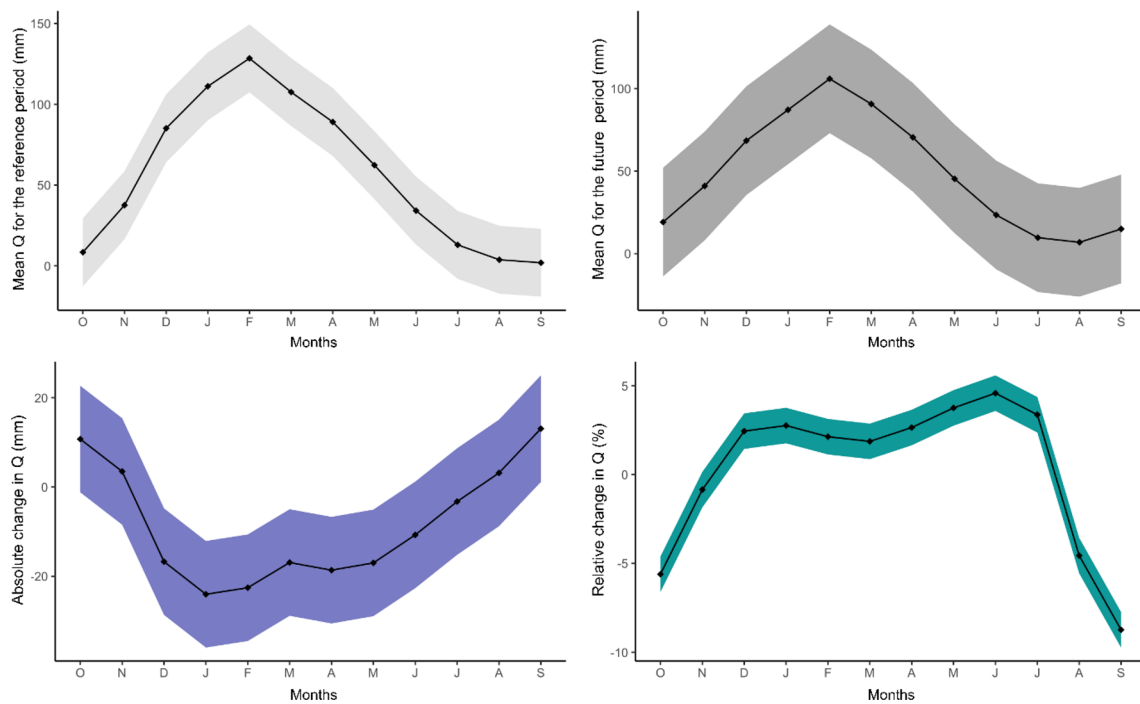 Mean Q for the reference period (mm)
150
100
50
0
O N D J F M A M J J A S
Months
Mean Q for the future  period (mm)
100
50
0
O N D J F M A M J J A S
Months
Absolute change in Q (mm)
20
0
-20
O N D J F M A M J J A S
Months
Relative change in Q (%)
5
0
-5
-10
O N D J F M A M J J A S
Months